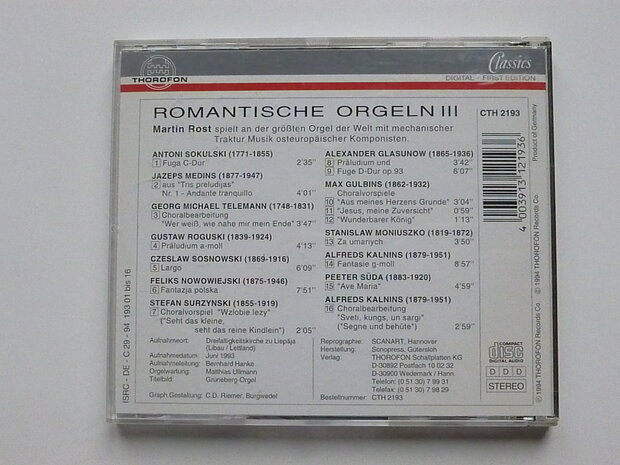 THOROFON
Classics
DIGITAL - FIRST EDITION
ROMANTISCHE ORGELN III
CTH 2193
Martin Rost spielt an der größten Orgel der Welt mit mechanischer
Traktur Musik osteuropäischer Komponisten.
ANTONI SOKULSKI (1771-1855)
1 Fuga C-Dur 2'35"
JAZEPS MEDINS (1877-1947)
2 aus "Tris preludijas"
Nr. 1 - Andante tranquillo 4'01"
GEORG MICHAEL TELEMANN (1748-1831)
3 Choralbearbeitung
"Wer weiß, wie nahe mir mein Ende" 3'47"
GUSTAW ROGUSKI (1839-1924)
4 Präludium a-moll 4'13"
CZESLAW SOSNOWSKI (1869-1916)
5 Largo 6'09"
FELIKS NOWOWIEJSKI (1875-1946)
6 Fantazja polska 7'51"
STEFAN SURZYNSKI (1855-1919)
7 Choralvorspiel "Wzlobie lezy"
("Seht das kleine,
seht das reine Kindlein") 2'05"
ALEXANDER GLASUNOW (1865-1936)
8 Präludium und 3'42"
9 Fuge D-Dur op.93 6'07"
MAX GULBINS (1862-1932)
Choralvorspiele
10 "Aus meines Herzens Grunde" 3'04"
11 "Jesus, meine Zuversicht" 0'59"
12 "Wunderbarer König" 1'13"
STANISLAW MONIUSZKO (1819-1872)
13 Za umarlych 3'50"
ALFREDS KALNINS (1879-1951)
14 Fantasie g-moll 8'57"
PEETER SÜDA (1883-1920)
15 "Ave Maria" 4'59"
ALFREDS KALNINS (1879-1951)
16 Choralbearbeitung
"Sveti, kungs, un sargi"
("Segne und behüte") 2'59"
Aufnahmeort: Dreifaltigkeitskirche zu Liepäja
(Libau / Lettland)
Aufnahmedatum: Juni 1993
Aufnahmeleitung: Bernhard Hanke
Orgelwartung: Matthias Ullmann
Titelbild: Grüneberg-Orgel
Graph.Gestaltung: C.D. Riemer, Burgwedel
Reprographie: SCANART, Hannover
Herstellung: Sonopress, Gütersloh
Verlag THOROFON Schallplatten KG
D-30892 Postfach 10 02 32
D-30900 Wedemark / Hann.
Telefon: (0 51 30) 7 99 31
Telefax (0 51 30) 7 98 29
Bestellnummer: CTH 2193
COMPACT
disc
DIGITAL AUDIO
D D D
STEREO
4 003913 121936
Product of Germany
℗ 1994 THOROFON Records Co.
© 1994 THOROFON Records Co.
ISRC - DE - C 29 - 94 193 01 bis 16